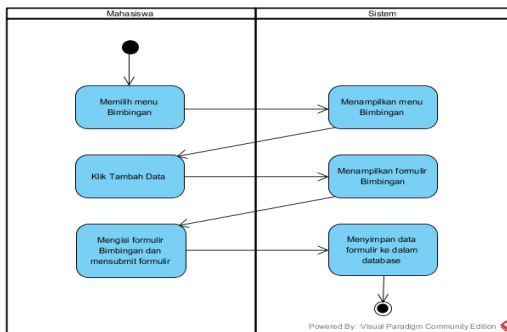 Mahasiswa
Sistem
Memilih menu
Bimbingan
Menampilkan menu
Bimbingan
Klik Tambah Data
Menampilkan formulir
Bimbingan
Mengisi formulir
Bimbingan dan
mensubmit formulir
Menyimpan data
formulir ke dalam
database
Powered By Visual Paradigm Community Edition